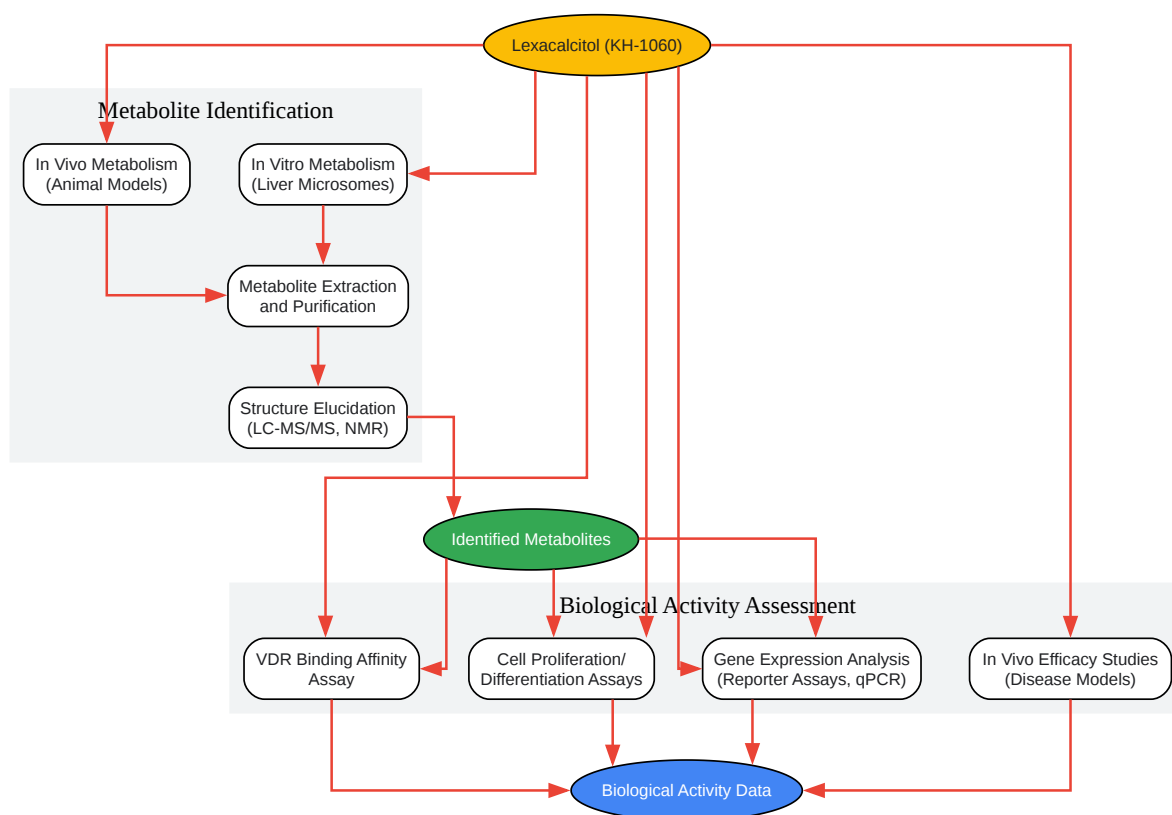 Lexacalcitol (KH-1060)
Metabolite Identification
In Vivo Metabolism
(Animal Models)
In Vitro Metabolism
(Liver Microsomes)
Metabolite Extraction
and Purification
Structure Elucidation
(LC-MS/MS, NMR)
Identified Metabolites
Biological Activity Assessment
VDR Binding Affinity
Assay
Cell Proliferation/
Differentiation Assays
Gene Expression Analysis
(Reporter Assays, qPCR)
In Vivo Efficacy Studies
(Disease Models)
Biological Activity Data